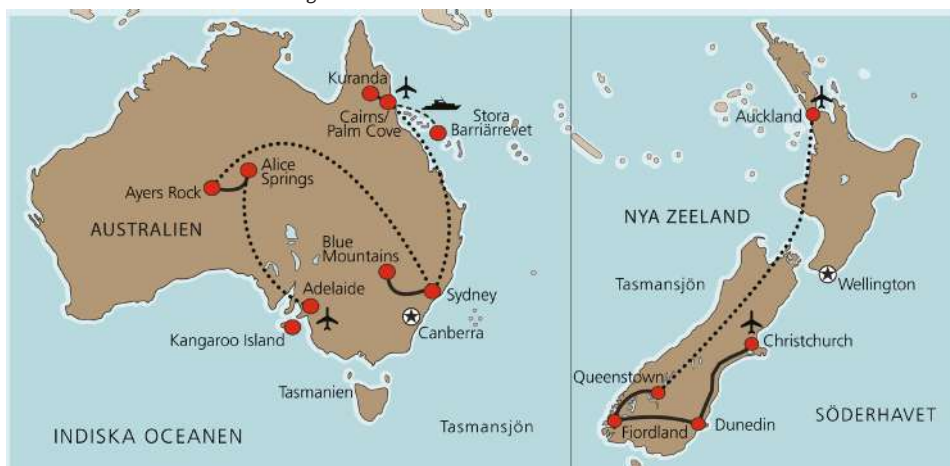 Kuranda
Cairns/
Palm Cove
Stora
Barriärrevet
Alice
Springs
Ayers Rock
AUSTRALIEN
Blue
Mountains
Adelaide
Sydney
Canberra
Kangaroo Island
Tasmanien
INDISKA OCEANEN
Tasmansjön
Auckland
NYA ZEELAND
Tasmansjön
Wellington
Christchurch
Queenstown
Fiordland
Dunedin
SÖDERHAVET